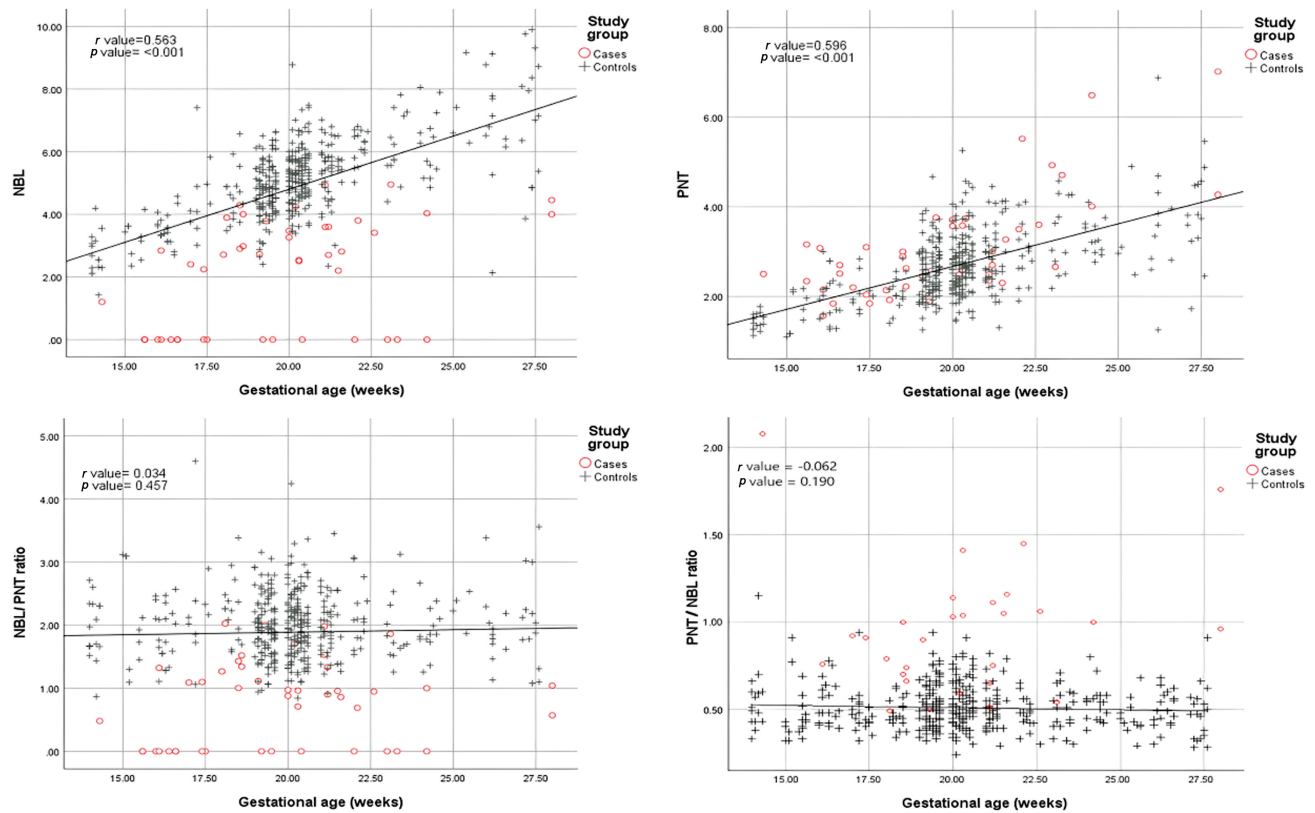 Study
group
Cases
Controls
r value=0.563
p value= <0.001
10.00
8.00
6.00
4.00
2.00
.00
NBL
15.00 17.50 20.00 22.50 25.00 27.50
Gestational age (weeks)
Study
group
Cases
Controls
r value=0.596
p value= <0.001
8.00
6.00
4.00
2.00
PNT
15.00 17.50 20.00 22.50 25.00 27.50
Gestational age (weeks)
Study
group
Cases
Controls
r value= 0.034
p value= 0.457
5.00
4.00
3.00
2.00
1.00
.00
NBL/ PNT ratio
15.00 17.50 20.00 22.50 25.00 27.50
Gestational age (weeks)
Study
group
Cases
Controls
r value = -0.062
p value = 0.190
2.00
1.50
1.00
0.50
PNT/ NBL ratio
15.00 17.50 20.00 22.50 25.00 27.50
Gestational age (weeks)